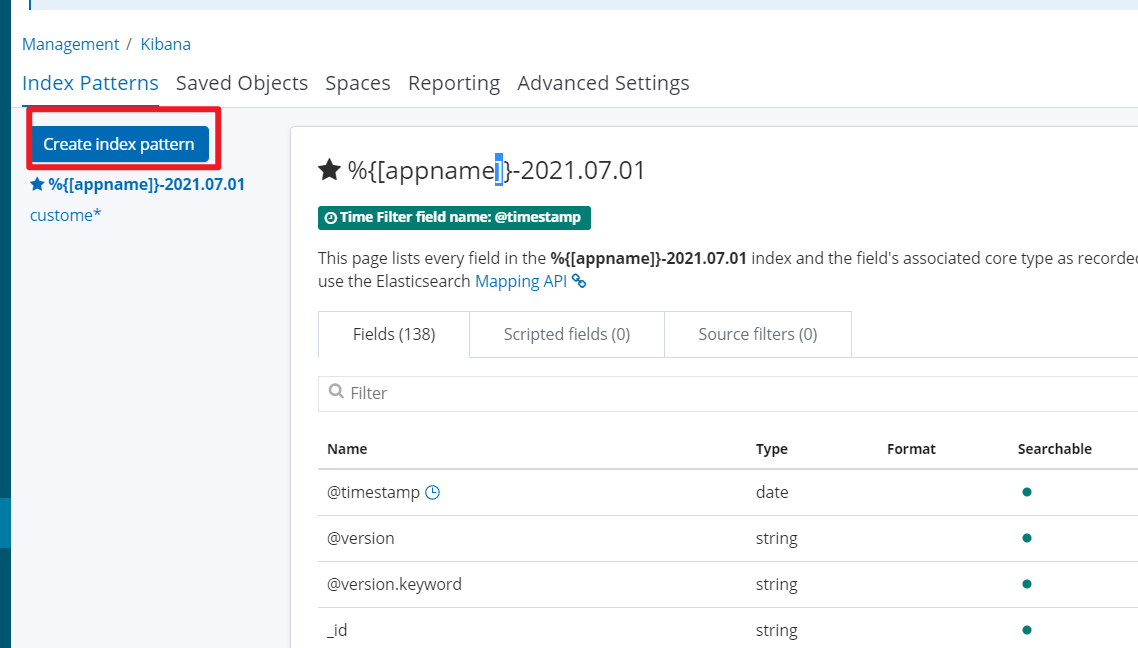 Management / Kibana
Index Patterns Saved Objects Spaces Reporting Advanced Settings
Create index pattern
%{[appname]}-2021.07.01
custome*
%{[appname]}-2021.07.01
Time Filter field name: @timestamp
This page lists every field in the %{[appname]}-2021.07.01 index and the field's associated core type as recorded
use the Elasticsearch Mapping API
Fields (138) Scripted fields (0) Source filters (0)
Filter
Name Type Format Searchable
@timestamp date
@version string
@version.keyword string
_id string